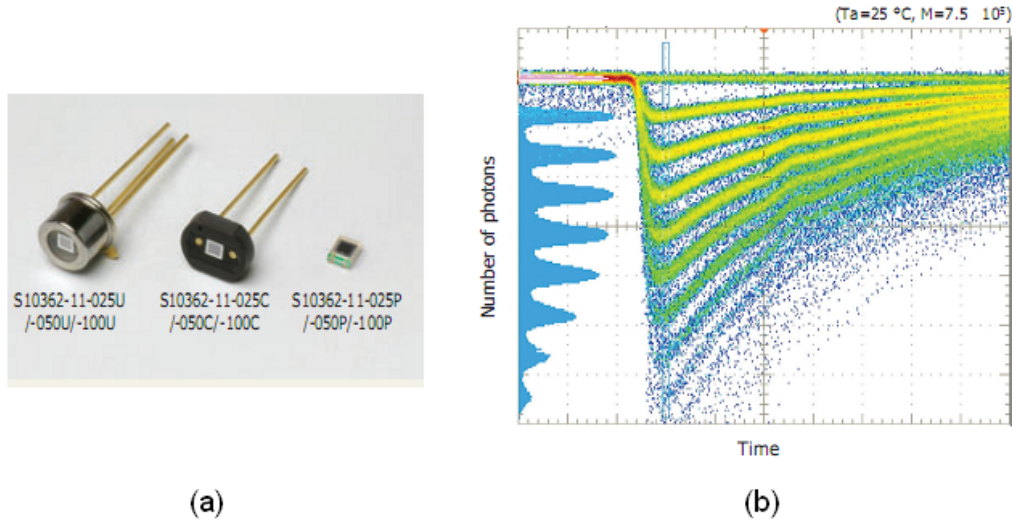 (Ta=25 °C, M=7.5 10⁵)
S10362-11-025U
/-050U/-100U
S10362-11-025C
/-050C/-100C
S10362-11-025P
/-050P/-100P
Number of photons
Time
(a)
(b)